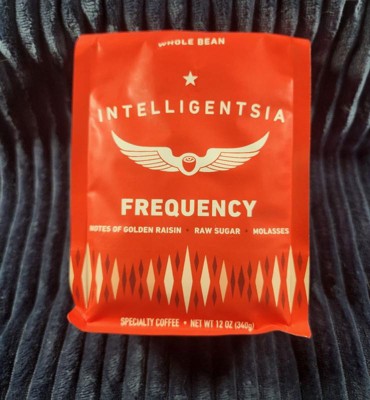 WHOLE BEAN
INTELLIGENTSIA
FREQUENCY
NOTES OF GOLDEN RAISIN • RAW SUGAR • MOLASSES
SPECIALTY COFFEE • NET WT 12 OZ (340g)